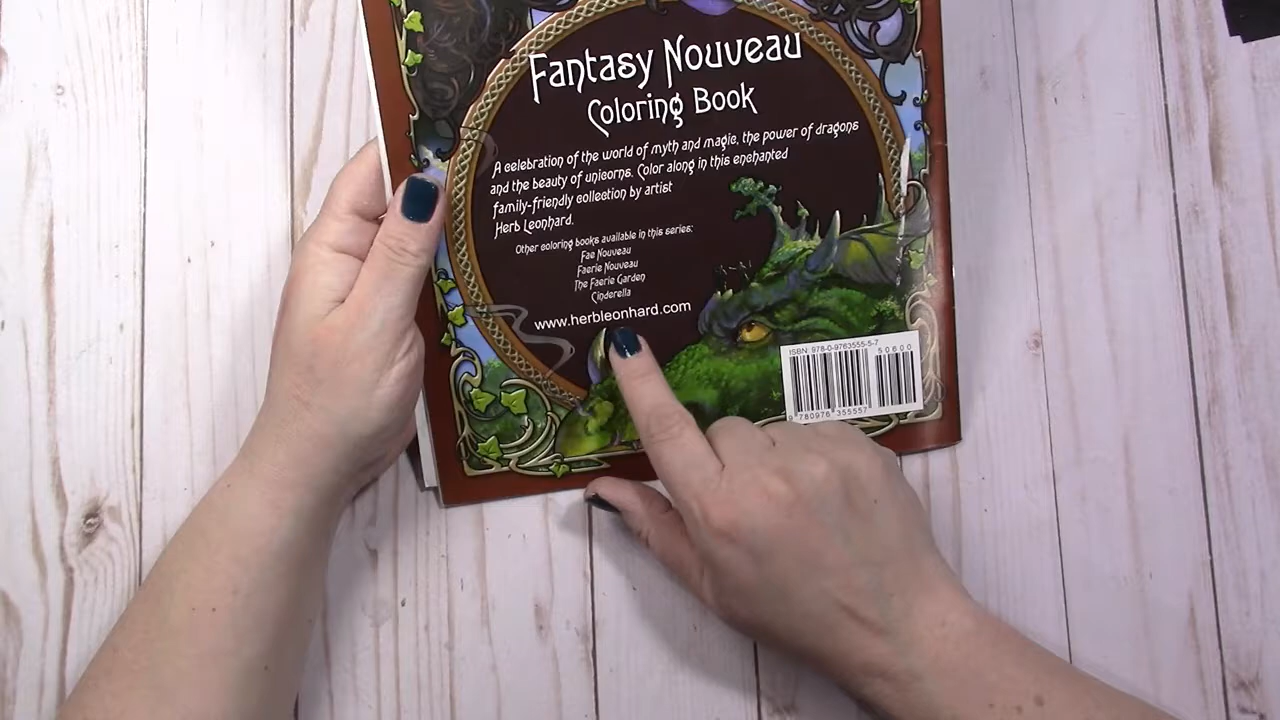 Fantasy Nouveau
Coloring Book
A celebration of the world of myth and magic, the power of dragons
and the beauty of unicorns. Color along in this enchanted
family-friendly collection by artist
Herb Leonhard.
Other coloring books available in this series:
Fae Nouveau
Faerie Nouveau
The Faerie Garden
Cinderella
www.herbleonhard.com
ISBN: 978-0-9763555-5-7
50600
9 780976 355557